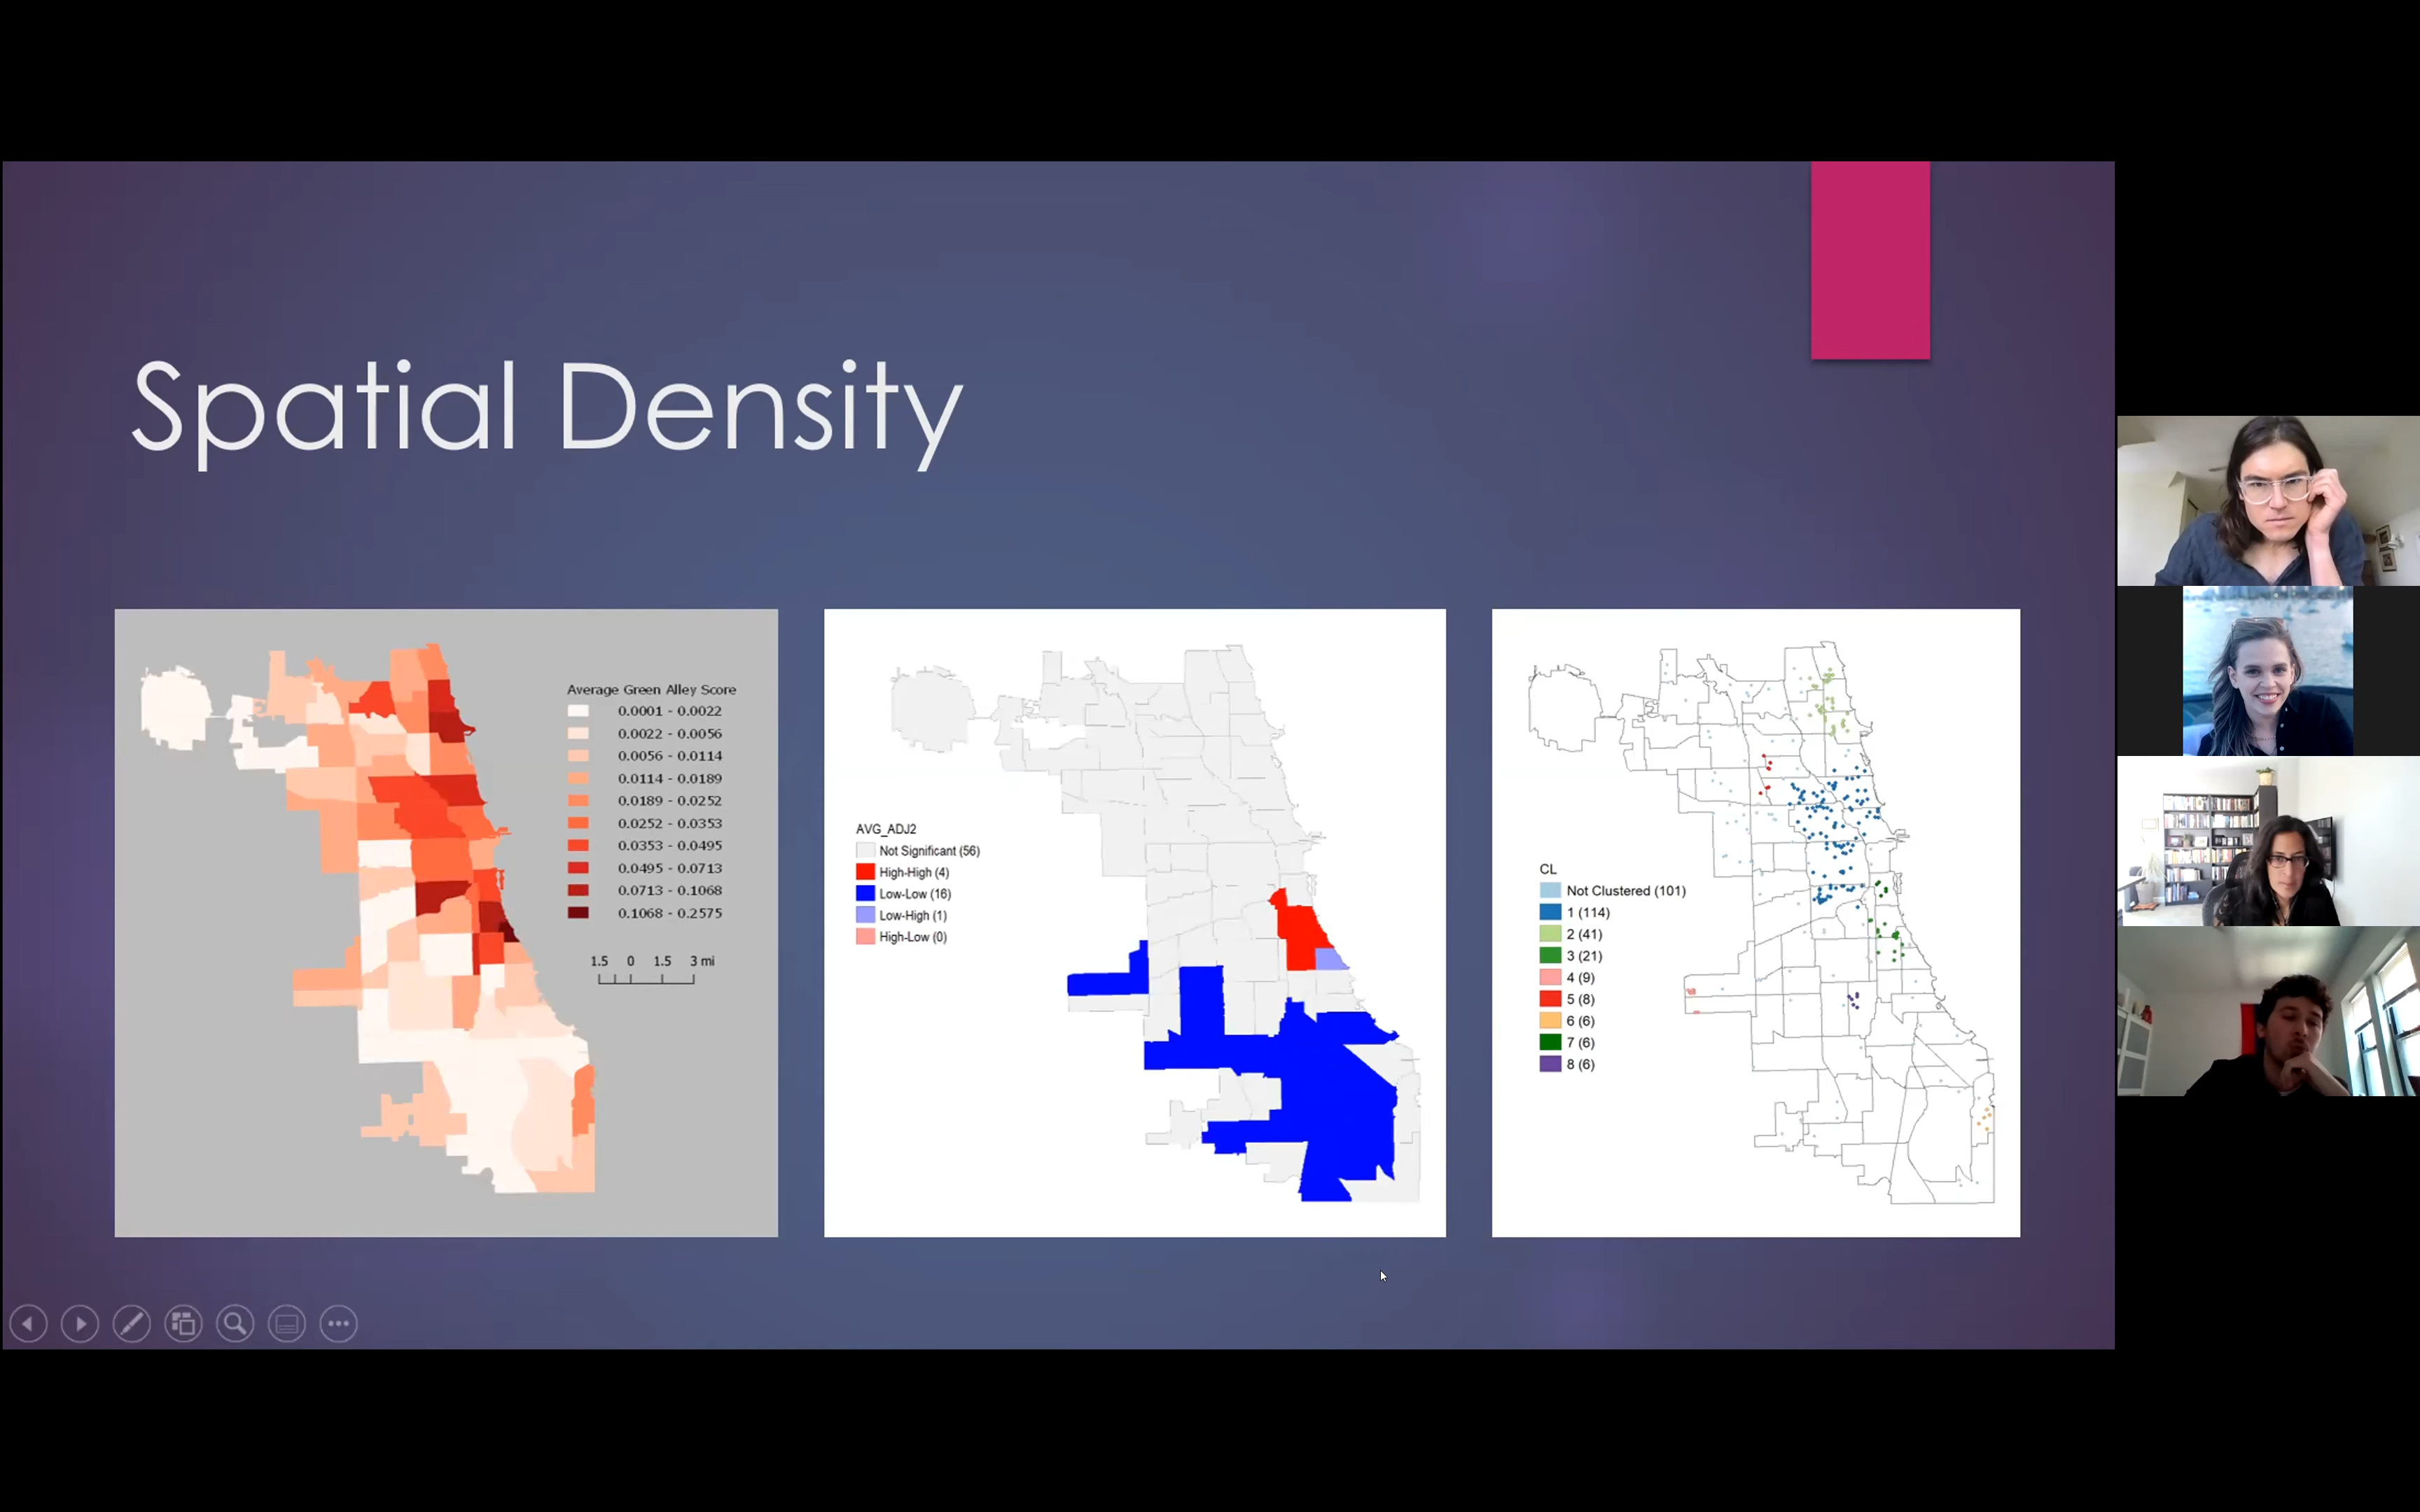 Spatial Density
Average Green Alley Score
0.0001 - 0.0022
0.0022 - 0.0056
0.0056 - 0.0114
0.0114 - 0.0189
0.0189 - 0.0252
0.0252 - 0.0353
0.0353 - 0.0495
0.0495 - 0.0713
0.0713 - 0.1068
0.1068 - 0.2575
1.5 0 1.5 3 mi
AVG_ADJ2
Not Significant (56)
High-High (4)
Low-Low (16)
Low-High (1)
High-Low (0)
CL
Not Clustered (101)
1 (114)
2 (41)
3 (21)
4 (9)
5 (8)
6 (6)
7 (6)
8 (6)